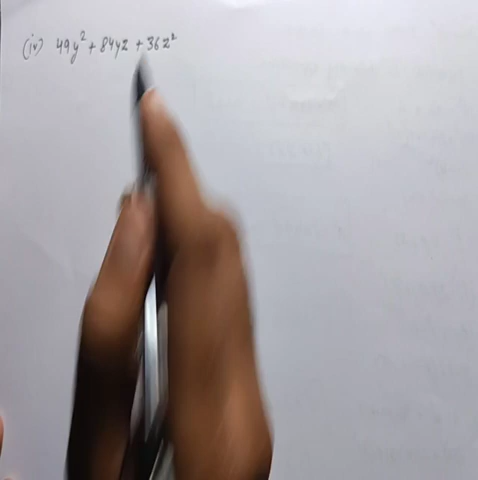 (iv) 49y² + 84yz + 36z²